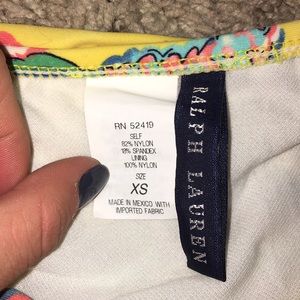 RN 52419
SELF
82% NYLON
18% SPANDEX
LINING
100% NYLON
SIZE
XS
MADE IN MEXICO WITH
IMPORTED FABRIC
RALPH LAUREN